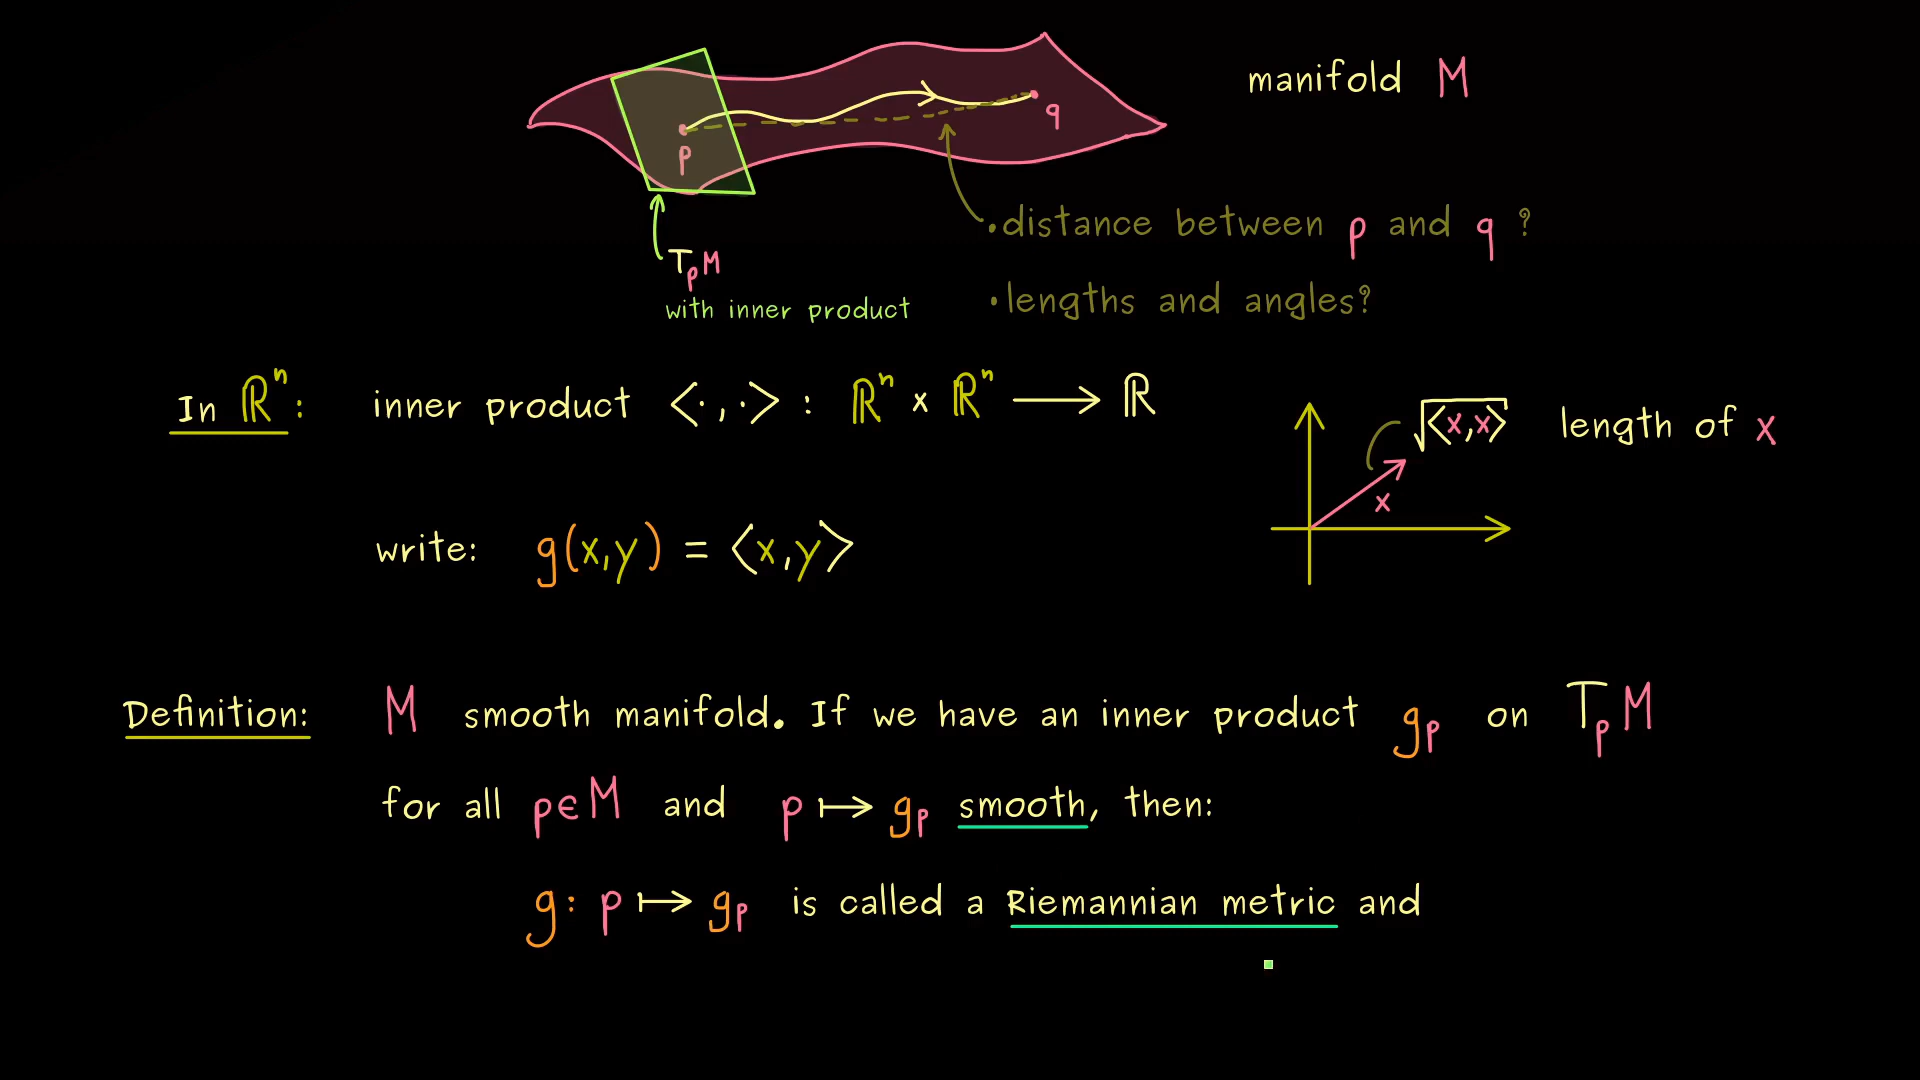 manifold M
p
q
T_pM
with inner product
• distance between p and q ?
• lengths and angles?
In ℝⁿ: inner product <·,·> : ℝⁿ x ℝⁿ ⟶ ℝ
√<x,x> length of x
x
write: g(x,y) = <x,y>
Definition: M smooth manifold. If we have an inner product g_p on T_pM
for all p∈M and p ↦ g_p smooth, then:
g: p ↦ g_p is called a Riemannian metric and